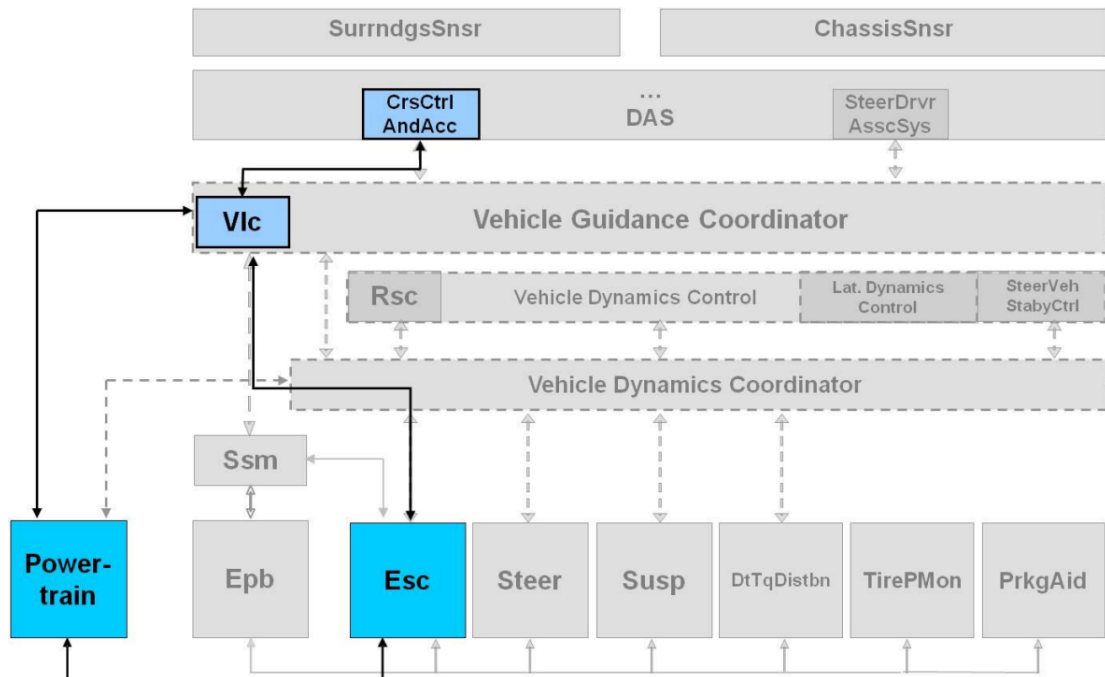 SurrndgsSnsr
ChassisSnsr
CrsCtrl
AndAcc
...
DAS
SteerDrvr
AsscSys
Vlc
Vehicle Guidance Coordinator
Rsc
Vehicle Dynamics Control
Lat. Dynamics
Control
SteerVeh
StabyCtrl
Vehicle Dynamics Coordinator
Ssm
Power-
train
Epb
Esc
Steer
Susp
DtTqDistbn
TirePMon
PrkgAid